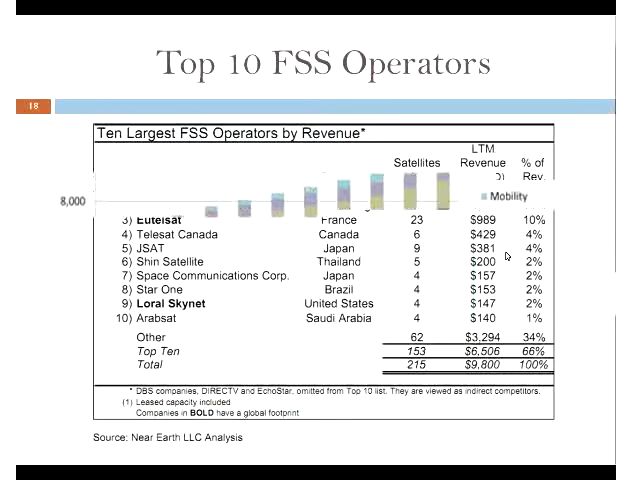 Top 10 FSS Operators
18
Ten Largest FSS Operators by Revenue*
LTM
Satellites Revenue % of
D) Rev.
Mobility
8,000
3) Eutelsat France 23 $989 10%
4) Telesat Canada Canada 6 $429 4%
5) JSAT Japan 9 $381 4%
6) Shin Satellite Thailand 5 $200 2%
7) Space Communications Corp. Japan 4 $157 2%
8) Star One Brazil 4 $153 2%
9) Loral Skynet United States 4 $147 2%
10) Arabsat Saudi Arabia 4 $140 1%
Other 62 $3,294 34%
Top Ten 153 $6,506 66%
Total 215 $9,800 100%
* DBS companies, DIRECTV and EchoStar, omitted from Top 10 list. They are viewed as indirect competitors.
(1) Leased capacity included
Companies in BOLD have a global footprint
Source: Near Earth LLC Analysis